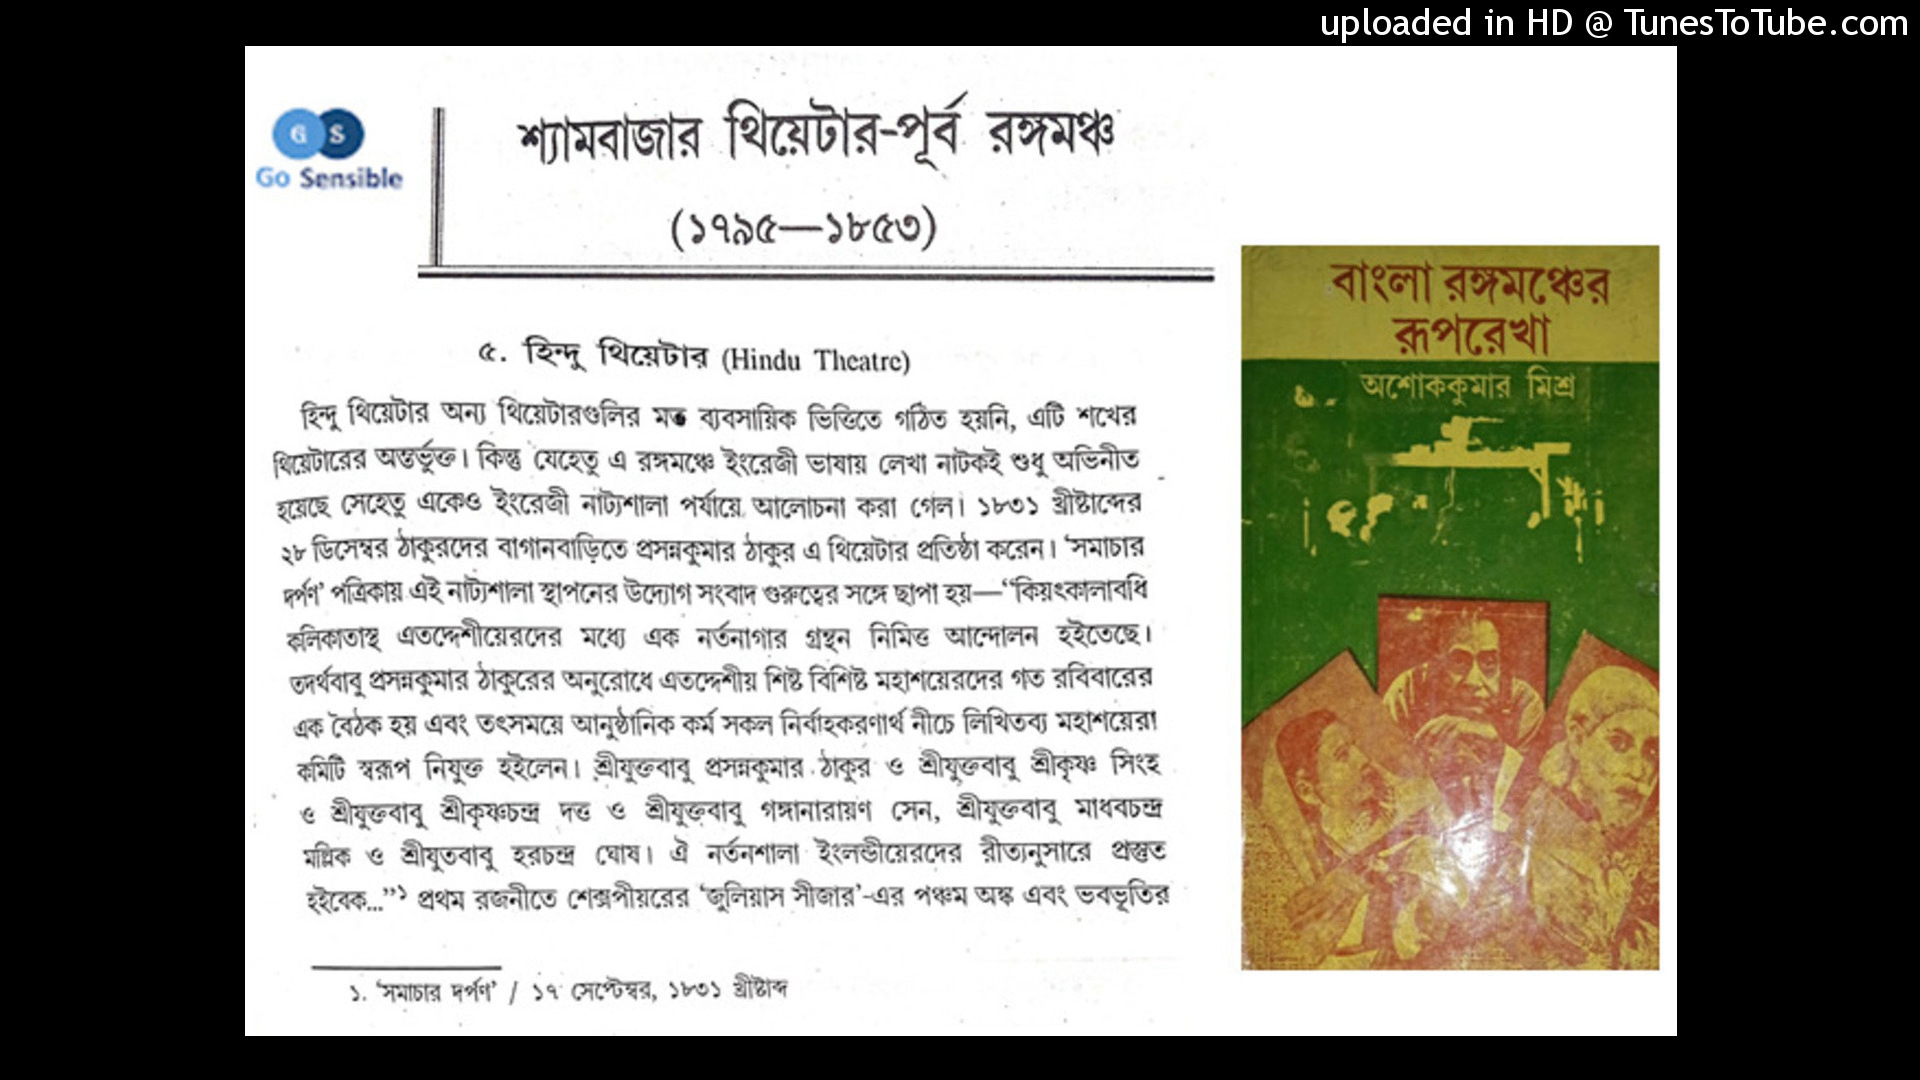 uploaded in HD @ TunesToTube.com
G S
Go Sensible
শ্যামবাজার থিয়েটার-পূর্ব রঙ্গমঞ্চ
(১৭৯৫—১৮৫৩)
৫. হিন্দু থিয়েটার (Hindu Theatre)
হিন্দু থিয়েটার অন্য থিয়েটারগুলির মত ব্যবসায়িক ভিত্তিতে গঠিত হয়নি, এটি শখের
থিয়েটারের অন্তর্ভুক্ত। কিন্তু যেহেতু এ রঙ্গমঞ্চে ইংরেজী ভাষায় লেখা নাটকই শুধু অভিনীত
হয়েছে সেহেতু একেও ইংরেজী নাট্যশালা পর্যায়ে আলোচনা করা গেল। ১৮৩১ খ্রীষ্টাব্দের
২৮ ডিসেম্বর ঠাকুরদের বাগানবাড়িতে প্রসন্নকুমার ঠাকুর এ থিয়েটার প্রতিষ্ঠা করেন। ‘সমাচার
দর্পণ’ পত্রিকায় এই নাট্যশালা স্থাপনের উদ্যোগ সংবাদ গুরুত্বের সঙ্গে ছাপা হয়—“কিয়ৎকালাবধি
কলিকাতাস্থ এতদ্দেশীয়েরদের মধ্যে এক নর্তনাগার গ্রন্থন নিমিত্ত আন্দোলন হইতেছে।
তদর্থবাবু প্রসন্নকুমার ঠাকুরের অনুরোধে এতদ্দেশীয় শিষ্ট বিশিষ্ট মহাশয়েরদের গত রবিবারের
এক বৈঠক হয় এবং তৎসময়ে আনুষ্ঠানিক কর্ম সকল নির্বাহকরণার্থ নীচে লিখিতব্য মহাশয়েরা
কমিটি স্বরূপ নিযুক্ত হইলেন। শ্রীযুক্তবাবু প্রসন্নকুমার ঠাকুর ও শ্রীযুক্তবাবু শ্রীকৃষ্ণ সিংহ
ও শ্রীযুক্তবাবু শ্রীকৃষ্ণচন্দ্র দত্ত ও শ্রীযুক্তবাবু গঙ্গানারায়ণ সেন, শ্রীযুক্তবাবু মাধবচন্দ্র
মল্লিক ও শ্রীযুতবাবু হরচন্দ্র ঘোষ। ঐ নর্তনশালা ইংলন্ডীয়েরদের রীত্যনুসারে প্রস্তুত
হইবেক...”১ প্রথম রজনীতে শেক্সপীয়রের ‘জুলিয়াস সীজার’-এর পঞ্চম অঙ্ক এবং ভবভূতির
১. ‘সমাচার দর্পণ’ / ১৭ সেপ্টেম্বর, ১৮৩১ খ্রীষ্টাব্দ
বাংলা রঙ্গমঞ্চের
রূপরেখা
অশোককুমার মিশ্র